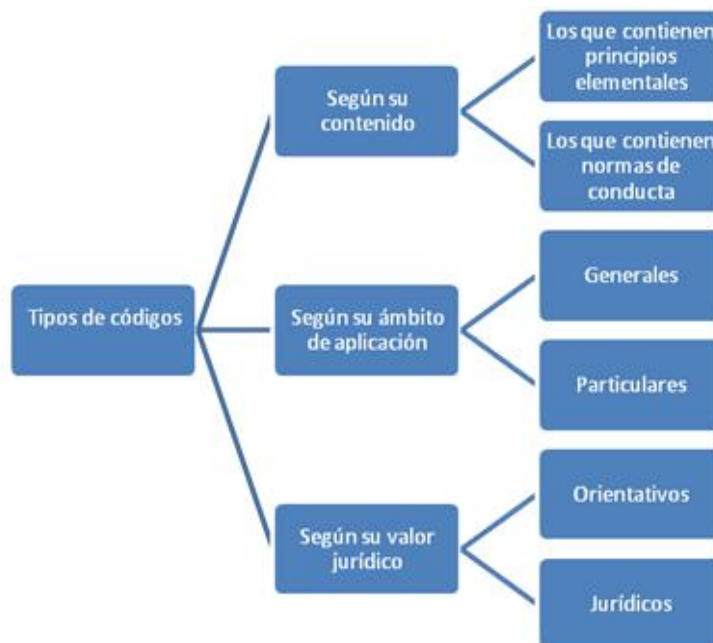 Tipos de códigos
Según su
contenido
Los que contienen
principios
elementales
Los que contienen
normas de
conducta
Según su ámbito
de aplicación
Generales
Particulares
Según su valor
jurídico
Orientativos
Jurídicos